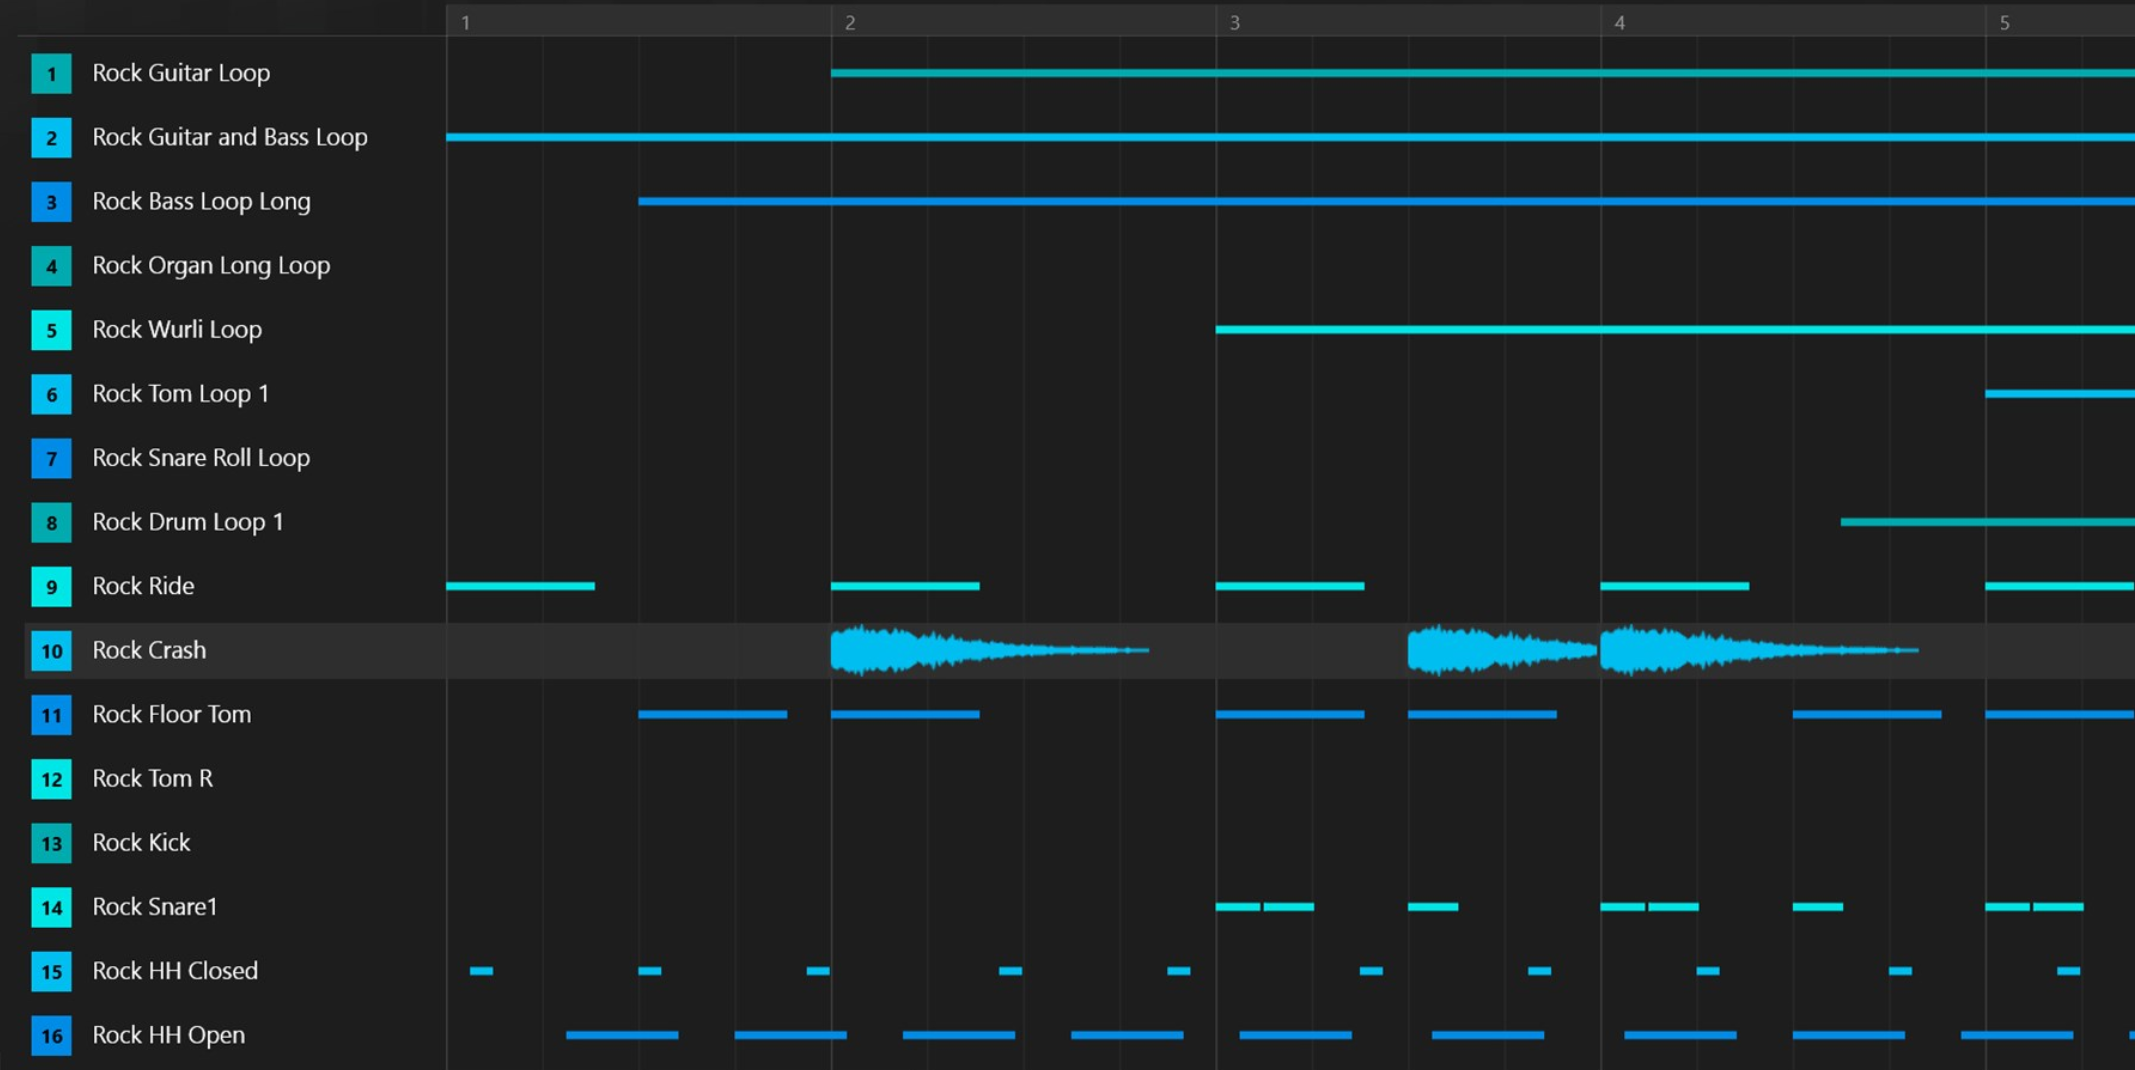 1 2 3 4 5
1 Rock Guitar Loop
2 Rock Guitar and Bass Loop
3 Rock Bass Loop Long
4 Rock Organ Long Loop
5 Rock Wurli Loop
6 Rock Tom Loop 1
7 Rock Snare Roll Loop
8 Rock Drum Loop 1
9 Rock Ride
10 Rock Crash
11 Rock Floor Tom
12 Rock Tom R
13 Rock Kick
14 Rock Snare1
15 Rock HH Closed
16 Rock HH Open